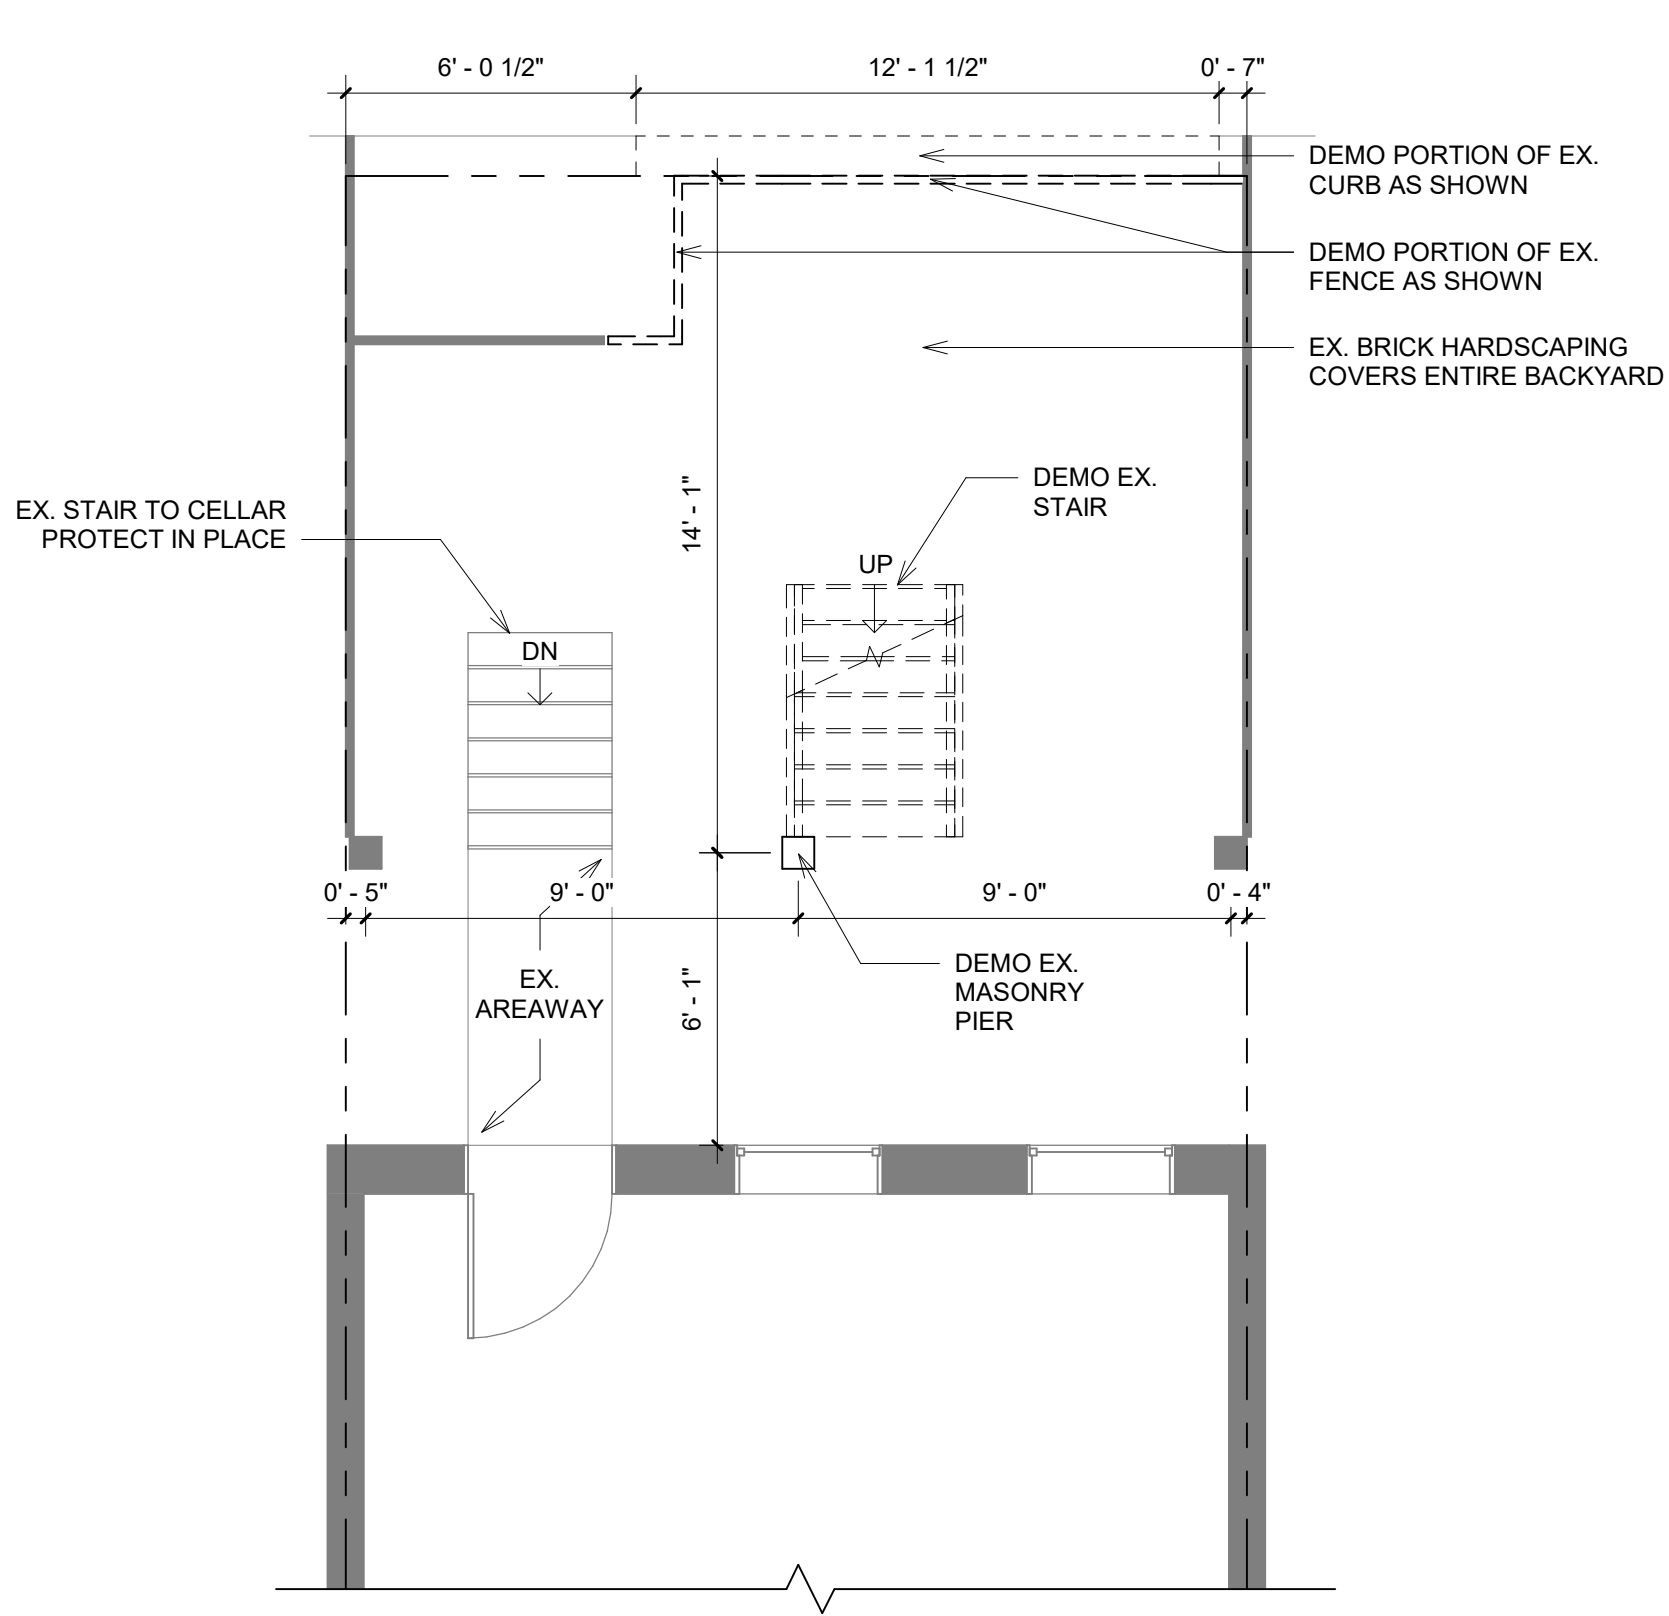 6' - 0 1/2"
12' - 1 1/2"
0' - 7"
DEMO PORTION OF EX.
CURB AS SHOWN
DEMO PORTION OF EX.
FENCE AS SHOWN
EX. BRICK HARDSCAPING
COVERS ENTIRE BACKYARD
14' - 1"
DEMO EX.
STAIR
EX. STAIR TO CELLAR
PROTECT IN PLACE
UP
DN
0' - 5"
9' - 0"
9' - 0"
0' - 4"
6' - 1"
EX.
AREAWAY
DEMO EX.
MASONRY
PIER